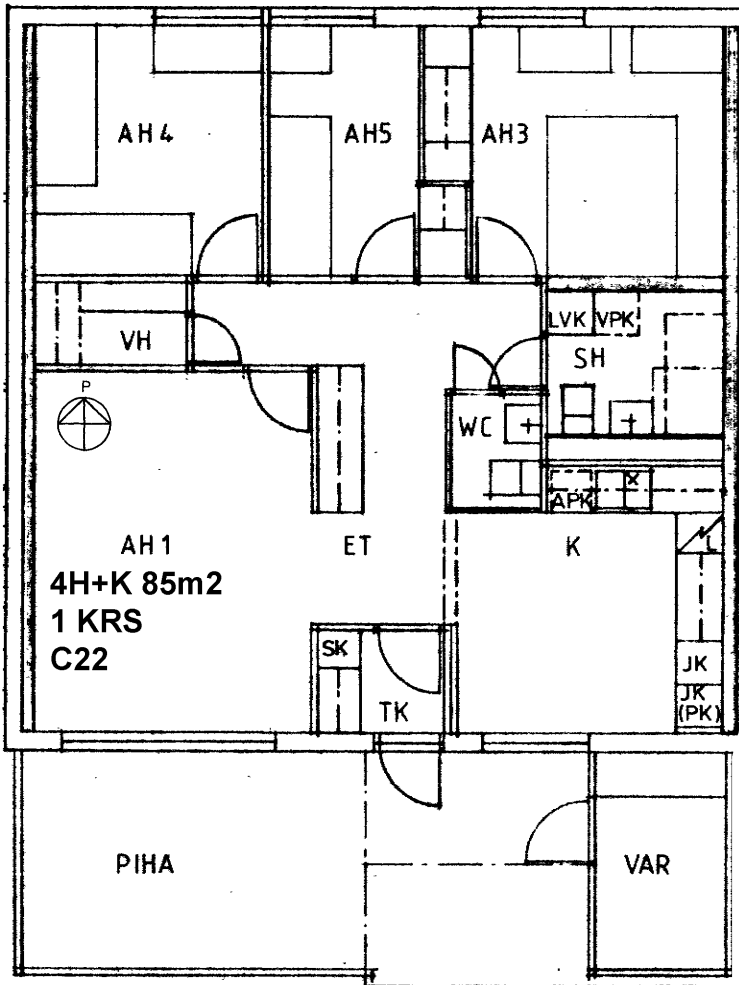 AH4
AH5
AH3
VH
LVK VPK
SH
P
WC
APK
AH1
ET
K
L
4H+K 85m2
1 KRS
C22
SK
TK
JK
JK
(PK)
PIHA
VAR